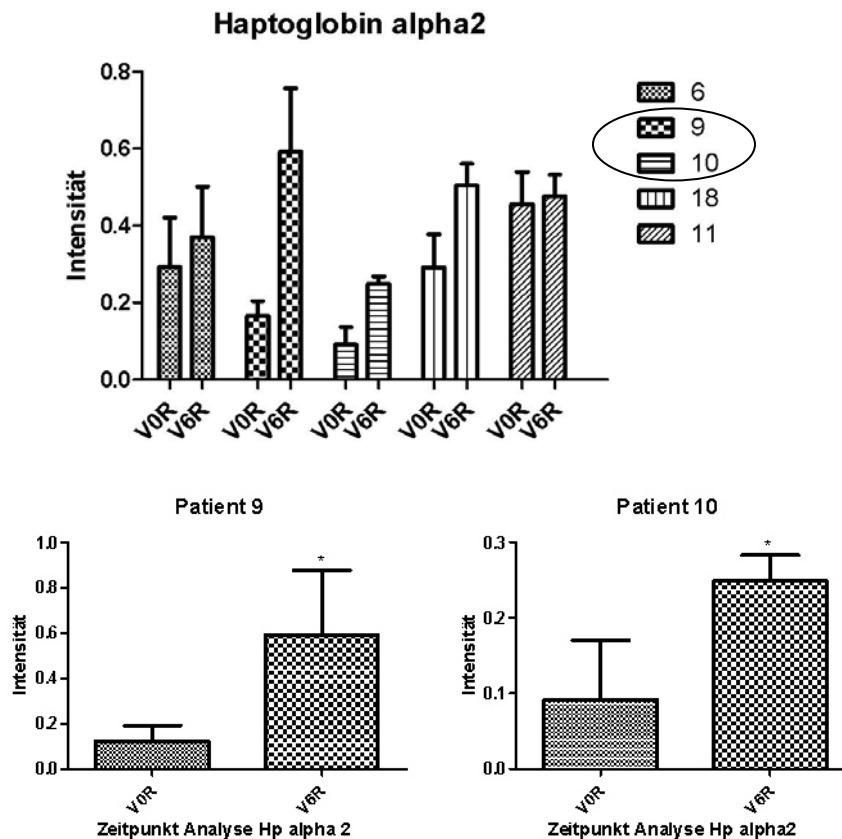 Haptoglobin alpha2
Intensität
0.8
0.6
0.4
0.2
0.0
V0R V6R V0R V6R V0R V6R V0R V6R V0R V6R
6
9
10
18
11
Patient 9
Intensität
1.0
0.8
0.6
0.4
0.2
0.0
*
V0R V6R
Zeitpunkt Analyse Hp alpha 2
Patient 10
Intensität
0.3
0.2
0.1
0.0
*
V0R V6R
Zeitpunkt Analyse Hp alpha2